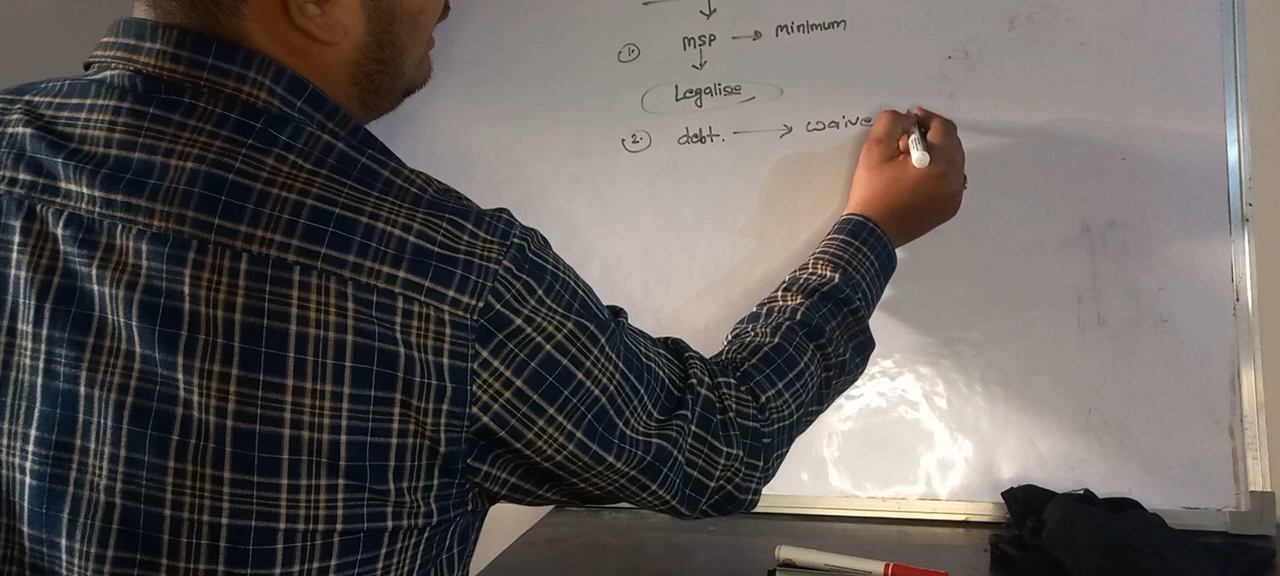 ① MSP → minimum
Legalise
②. debt. → waive